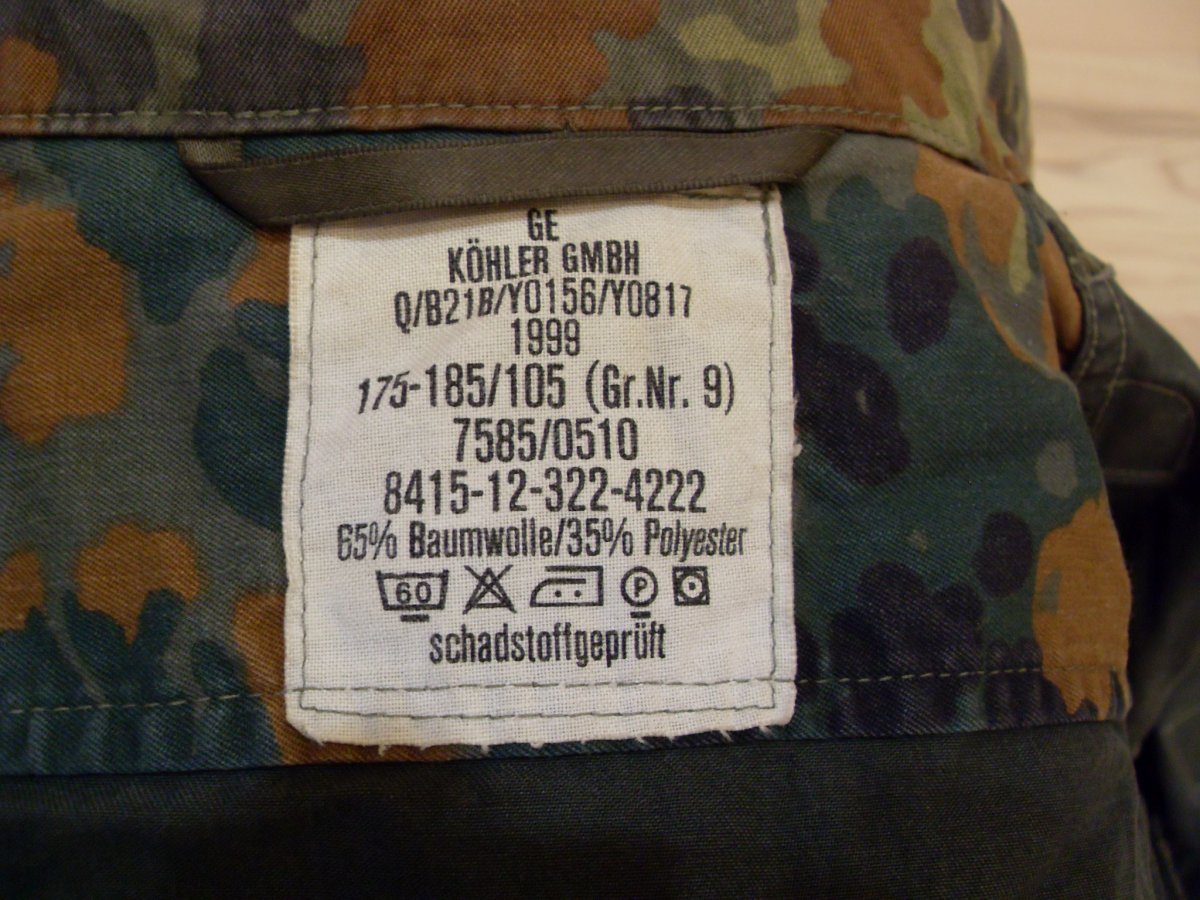 GE
KÖHLER GMBH
Q/B21B/Y0156/Y0817
1999
175-185/105 (Gr.Nr. 9)
7585/0510
8415-12-322-4222
65% Baumwolle/35% Polyester
60 P
schadstoffgeprüft